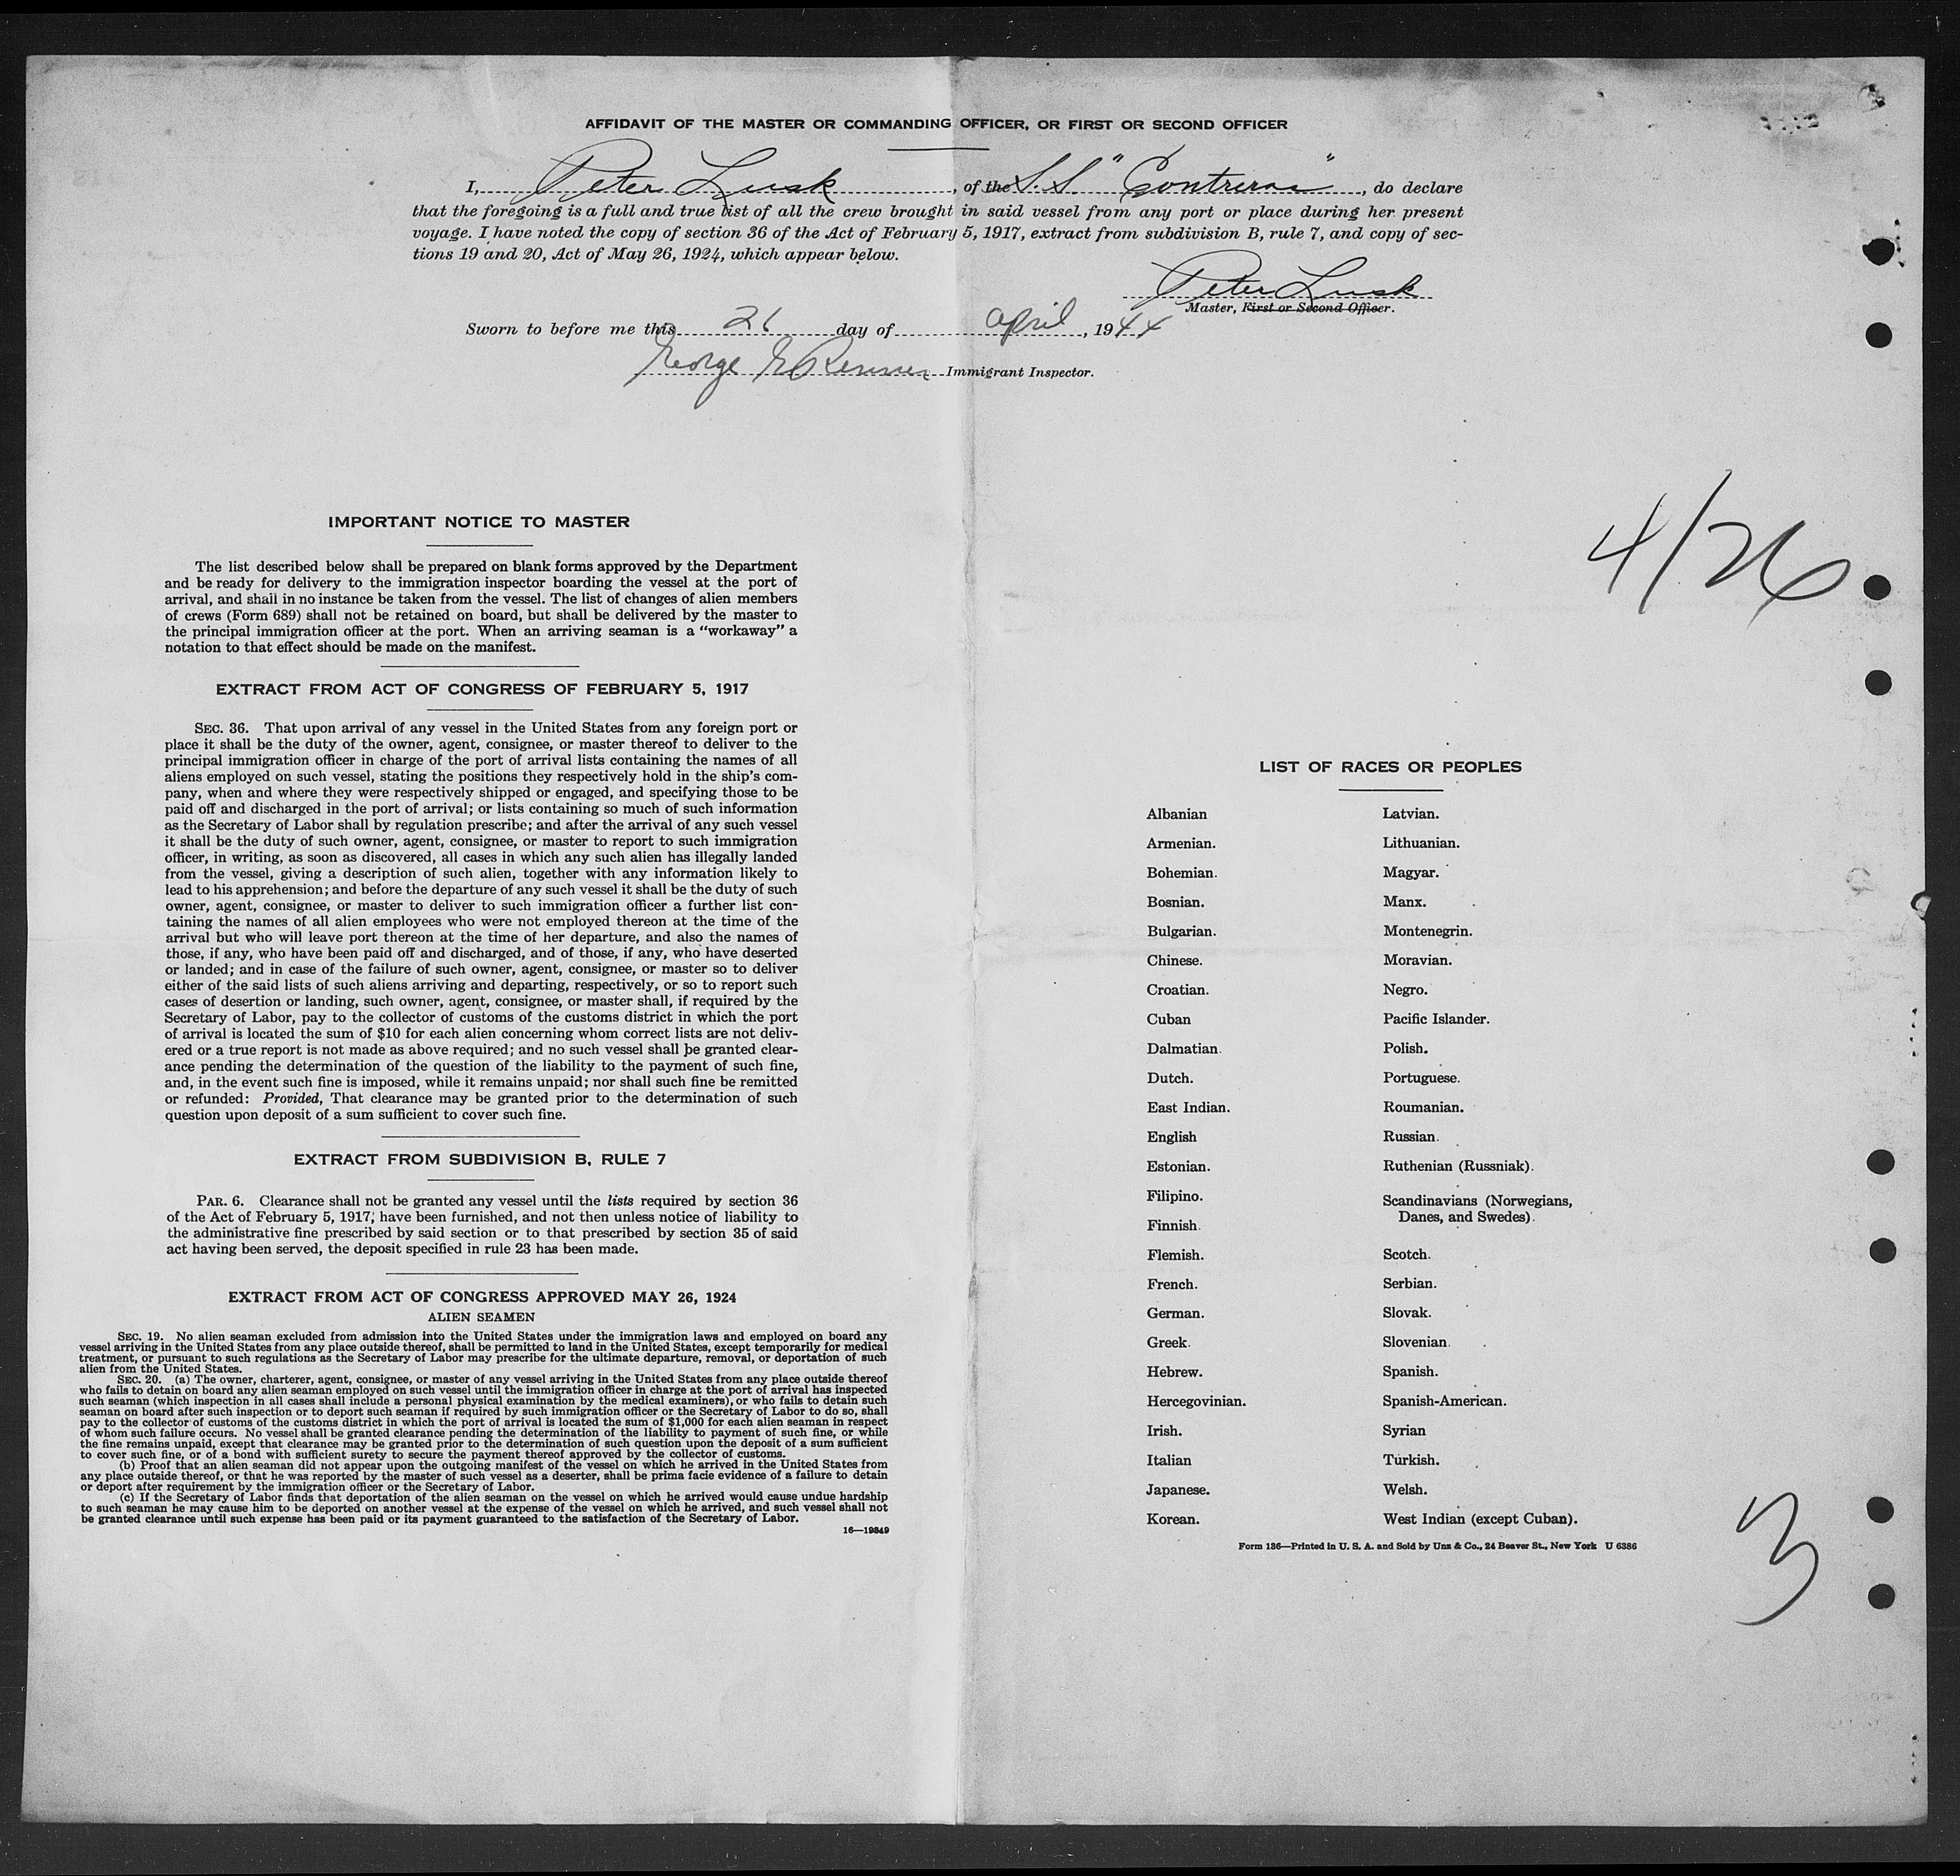 AFFIDAVIT OF THE MASTER OR COMMANDING OFFICER, OR FIRST OR SECOND OFFICER
I, Peter Lusk, of the S.S. "Contreras", do declare
that the foregoing is a full and true list of all the crew brought in said vessel from any port or place during her present
voyage. I have noted the copy of section 36 of the Act of February 5, 1917, extract from subdivision B, rule 7, and copy of sec-
tions 19 and 20, Act of May 26, 1924, which appear below.
Peter Lusk
Master, First or Second Officer.
Sworn to before me this 26 day of April, 1944
George Immigrant Inspector.
4/26
IMPORTANT NOTICE TO MASTER
The list described below shall be prepared on blank forms approved by the Department
and be ready for delivery to the immigration inspector boarding the vessel at the port of
arrival, and shall in no instance be taken from the vessel. The list of changes of alien members
of crews (Form 689) shall not be retained on board, but shall be delivered by the master to
the principal immigration officer at the port. When an arriving seaman is a "workaway" a
notation to that effect should be made on the manifest.
EXTRACT FROM ACT OF CONGRESS OF FEBRUARY 5, 1917
SEC. 36. That upon arrival of any vessel in the United States from any foreign port or
place it shall be the duty of the owner, agent, consignee, or master thereof to deliver to the
principal immigration officer in charge of the port of arrival lists containing the names of all
aliens employed on such vessel, stating the positions they respectively hold in the ship's com-
pany, when and where they were respectively shipped or engaged, and specifying those to be
paid off and discharged in the port of arrival; or lists containing so much of such information
as the Secretary of Labor shall by regulation prescribe; and after the arrival of any such vessel
it shall be the duty of such owner, agent, consignee, or master to report to such immigration
officer, in writing, as soon as discovered, all cases in which any such alien has illegally landed
from the vessel, giving a description of such alien, together with any information likely to
lead to his apprehension; and before the departure of any such vessel it shall be the duty of such
owner, agent, consignee, or master to deliver to such immigration officer a further list con-
taining the names of all alien employees who were not employed thereon at the time of the
arrival but who will leave port thereon at the time of her departure, and also the names of
those, if any, who have been paid off and discharged, and of those, if any, who have deserted
or landed; and in case of the failure of such owner, agent, consignee, or master so to deliver
either of the said lists of such aliens arriving and departing, respectively, or so to report such
cases of desertion or landing, such owner, agent, consignee, or master shall, if required by the
Secretary of Labor, pay to the collector of customs of the customs district in which the port
of arrival is located the sum of $10 for each alien concerning whom correct lists are not deliv-
ered or a true report is not made as above required; and no such vessel shall be granted clear-
ance pending the determination of the question of the liability to the payment of such fine,
and, in the event such fine is imposed, while it remains unpaid; nor shall such fine be remitted
or refunded: Provided, That clearance may be granted prior to the determination of such
question upon deposit of a sum sufficient to cover such fine.
EXTRACT FROM SUBDIVISION B, RULE 7
PAR. 6. Clearance shall not be granted any vessel until the lists required by section 36
of the Act of February 5, 1917, have been furnished, and not then unless notice of liability to
the administrative fine prescribed by said section or to that prescribed by section 35 of said
act having been served, the deposit specified in rule 23 has been made.
EXTRACT FROM ACT OF CONGRESS APPROVED MAY 26, 1924
ALIEN SEAMEN
SEC. 19. No alien seaman excluded from admission into the United States under the immigration laws and employed on board any
vessel arriving in the United States from any place outside thereof, shall be permitted to land in the United States, except temporarily for medical
treatment, or pursuant to such regulations as the Secretary of Labor may prescribe for the ultimate departure, removal, or deportation of such
alien from the United States.
SEC. 20. (a) The owner, charterer, agent, consignee, or master of any vessel arriving in the United States from any place outside thereof
who fails to detain on board any alien seaman employed on such vessel until the immigration officer in charge at the port of arrival has inspected
such seaman (which inspection in all cases shall include a personal physical examination by the medical examiners), or who fails to detain such
seaman on board after such inspection or to deport such seaman if required by such immigration officer or the Secretary of Labor to do so, shall
pay to the collector of customs of the customs district in which the port of arrival is located the sum of $1,000 for each alien seaman in respect
of whom such failure occurs. No vessel shall be granted clearance pending the determination of the liability to payment of such fine, or while
the fine remains unpaid, except that clearance may be granted prior to the determination of such question upon the deposit of a sum sufficient
to cover such fine, or of a bond with sufficient surety to secure the payment thereof approved by the collector of customs.
(b) Proof that an alien seaman did not appear upon the outgoing manifest of the vessel on which he arrived in the United States from
any place outside thereof, or that he was reported by the master of such vessel as a deserter, shall be prima facie evidence of a failure to detain
or deport after requirement by the immigration officer or the Secretary of Labor.
(c) If the Secretary of Labor finds that deportation of the alien seaman on the vessel on which he arrived would cause undue hardship
to such seaman he may cause him to be deported on another vessel at the expense of the vessel on which he arrived, and such vessel shall not
be granted clearance until such expense has been paid or its payment guaranteed to the satisfaction of the Secretary of Labor.
16—19849
LIST OF RACES OR PEOPLES
Albanian
Armenian.
Bohemian.
Bosnian.
Bulgarian.
Chinese.
Croatian.
Cuban
Dalmatian.
Dutch.
East Indian.
English
Estonian.
Filipino.
Finnish.
Flemish.
French.
German.
Greek.
Hebrew.
Hercegovinian.
Irish.
Italian
Japanese.
Korean.
Latvian.
Lithuanian.
Magyar.
Manx.
Montenegrin.
Moravian.
Negro.
Pacific Islander.
Polish.
Portuguese.
Roumanian.
Russian.
Ruthenian (Russniak).
Scandinavians (Norwegians,
Danes, and Swedes).
Scotch.
Serbian.
Slovak.
Slovenian.
Spanish.
Spanish-American.
Syrian
Turkish.
Welsh.
West Indian (except Cuban).
Form 136—Printed in U. S. A. and Sold by Unz & Co., 24 Beaver St., New York U 6386
3